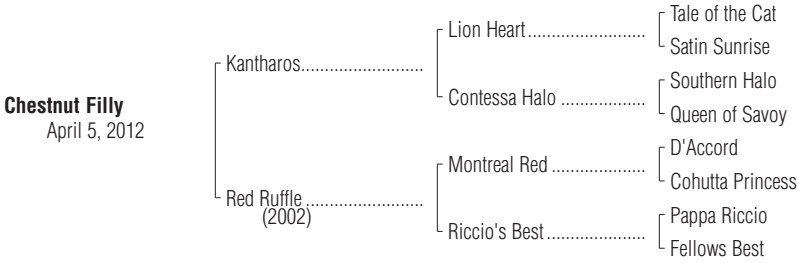 Tale of the Cat
Lion Heart..........................
Satin Sunrise
Kantharos...........................
Southern Halo
Contessa Halo ...................
Queen of Savoy
Chestnut Filly
April 5, 2012
D'Accord
Montreal Red .....................
Cohutta Princess
Red Ruffle ..........................
(2002)
Pappa Riccio
Riccio's Best......................
Fellows Best